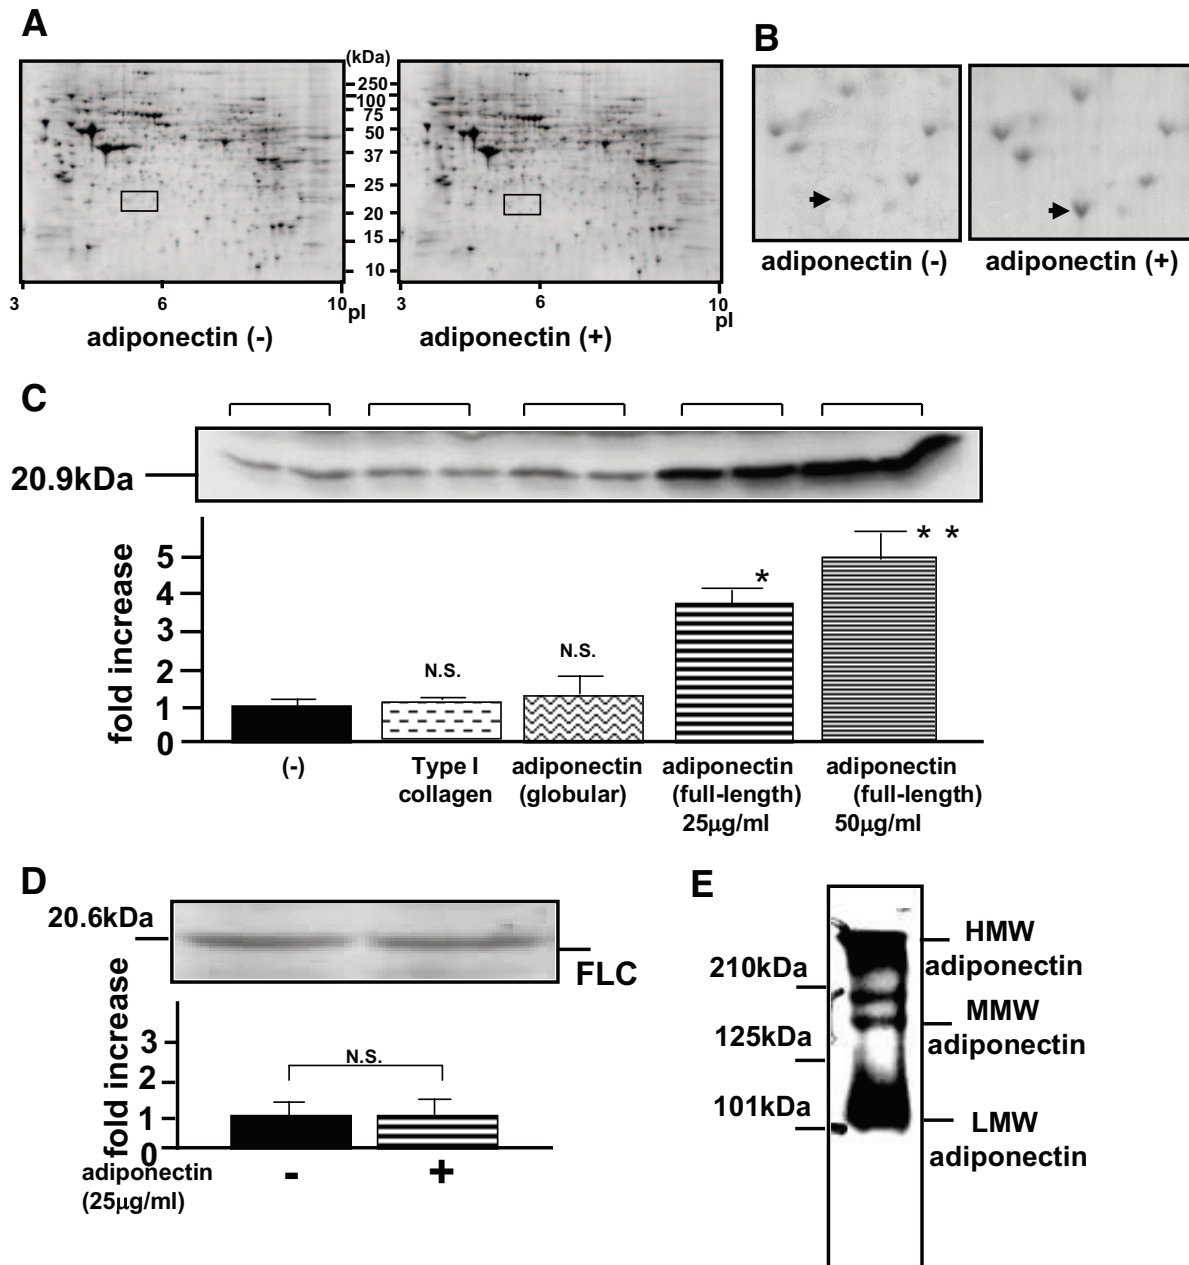 A
(kDa)
250
100
75
50
37
25
20
15
10
3
6
10
pI
adiponectin (-)
3
6
10
pI
adiponectin (+)
B
adiponectin (-)
adiponectin (+)
C
20.9kDa
fold increase
5
4
3
2
1
0
N.S.
N.S.
*
* *
(-)
Type I
collagen
adiponectin
(globular)
adiponectin
(full-length)
25µg/ml
adiponectin
(full-length)
50µg/ml
D
20.6kDa
FLC
fold increase
3
2
1
0
N.S.
adiponectin
(25µg/ml)
-
+
E
210kDa
125kDa
101kDa
HMW
adiponectin
MMW
adiponectin
LMW
adiponectin